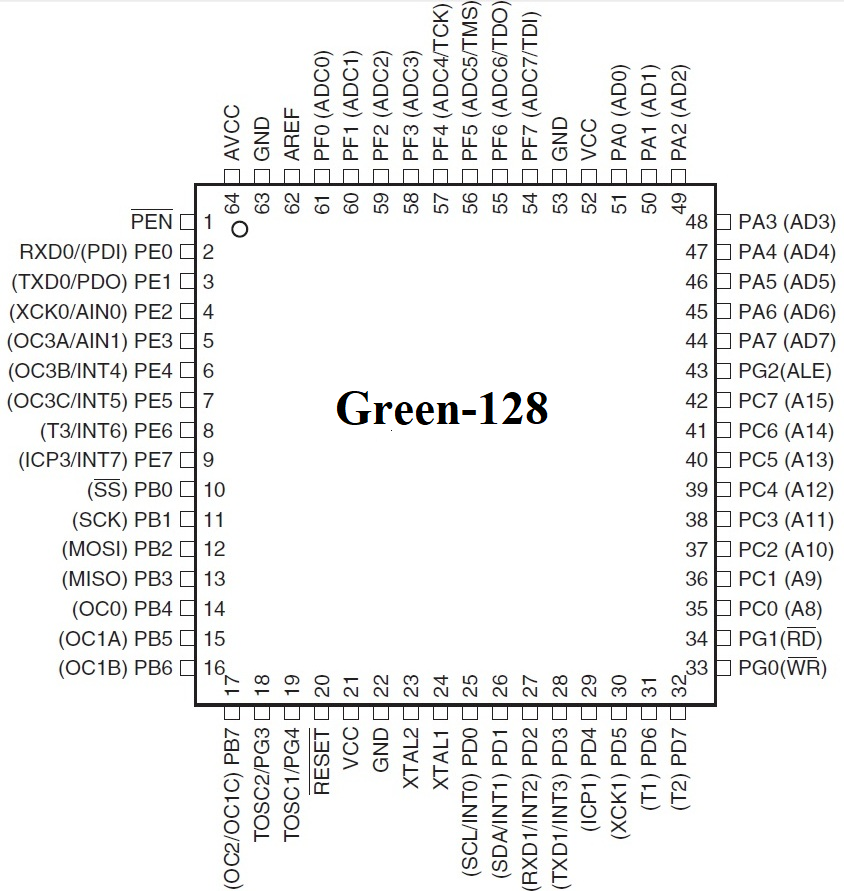 AVCC
GND
AREF
PF0 (ADC0)
PF1 (ADC1)
PF2 (ADC2)
PF3 (ADC3)
PF4 (ADC4/TCK)
PF5 (ADC5/TMS)
PF6 (ADC6/TDO)
PF7 (ADC7/TDI)
GND
VCC
PA0 (AD0)
PA1 (AD1)
PA2 (AD2)
64
63
62
61
60
59
58
57
56
55
54
53
52
51
50
49
PEN 1
RXD0/(PDI) PE0 2
(TXD0/PDO) PE1 3
(XCK0/AIN0) PE2 4
(OC3A/AIN1) PE3 5
(OC3B/INT4) PE4 6
(OC3C/INT5) PE5 7
(T3/INT6) PE6 8
(ICP3/INT7) PE7 9
(SS) PB0 10
(SCK) PB1 11
(MOSI) PB2 12
(MISO) PB3 13
(OC0) PB4 14
(OC1A) PB5 15
(OC1B) PB6 16
Green-128
48 PA3 (AD3)
47 PA4 (AD4)
46 PA5 (AD5)
45 PA6 (AD6)
44 PA7 (AD7)
43 PG2(ALE)
42 PC7 (A15)
41 PC6 (A14)
40 PC5 (A13)
39 PC4 (A12)
38 PC3 (A11)
37 PC2 (A10)
36 PC1 (A9)
35 PC0 (A8)
34 PG1(RD)
33 PG0(WR)
17
18
19
20
21
22
23
24
25
26
27
28
29
30
31
32
(OC2/OC1C) PB7
TOSC2/PG3
TOSC1/PG4
RESET
VCC
GND
XTAL2
XTAL1
(SCL/INT0) PD0
(SDA/INT1) PD1
(RXD1/INT2) PD2
(TXD1/INT3) PD3
(ICP1) PD4
(XCK1) PD5
(T1) PD6
(T2) PD7